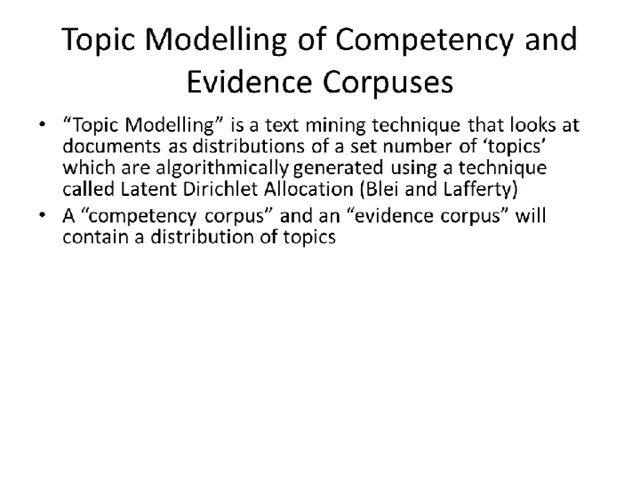 Topic Modelling of Competency and
Evidence Corpuses
• “Topic Modelling” is a text mining technique that looks at
documents as distributions of a set number of ‘topics’
which are algorithmically generated using a technique
called Latent Dirichlet Allocation (Blei and Lafferty)
• A “competency corpus” and an “evidence corpus” will
contain a distribution of topics